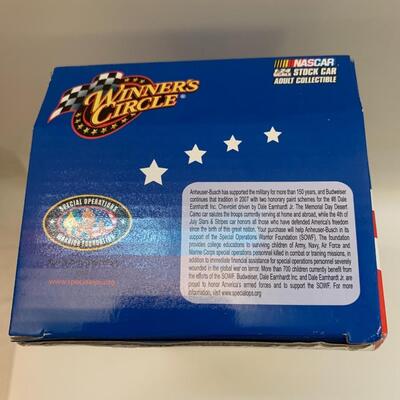 WINNER'S
CIRCLE®
NASCAR
1:24 SCALE STOCK CAR
ADULT COLLECTIBLE
SPECIAL OPERATIONS
WARRIOR FOUNDATION
www.specialops.org
Anheuser-Busch has supported the military for more than 150 years, and Budweiser
continues that tradition in 2007 with two honorary paint schemes for the #8 Dale
Earnhardt Inc. Chevrolet driven by Dale Earnhardt Jr. The Memorial Day Desert
Camo car salutes the troops currently serving at home and abroad, while the 4th of
July Stars & Stripes car honors all those who have defended America's freedom
since the birth of this great nation. Your purchase will help Anheuser-Busch in its
support of the Special Operations Warrior Foundation (SOWF). The foundation
provides college educations to surviving children of Army, Navy, Air Force and
Marine Corps special operations personnel killed in combat or training missions, in
addition to immediate financial assistance for special operations personnel severely
wounded in the global war on terror. More than 700 children currently benefit from
the efforts of the SOWF. Budweiser, Dale Earnhardt Inc. and Dale Earnhardt Jr. are
proud to honor America's armed forces and to support the SOWF. For more
information, visit www.specialops.org